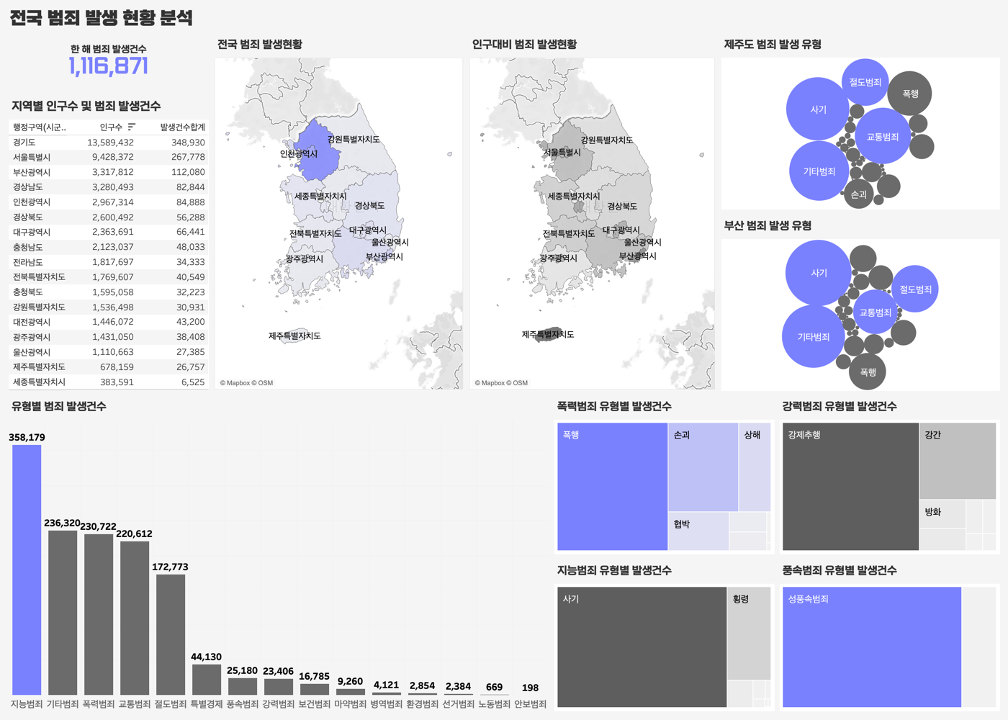 전국 범죄 발생 현황 분석
한 해 범죄 발생건수
1,116,871
지역별 인구수 및 범죄 발생건수
행정구역(시군.. 인구수 발생건수합계
경기도 13,589,432 348,930
서울특별시 9,428,372 267,778
부산광역시 3,317,812 112,080
경상남도 3,280,493 82,844
인천광역시 2,967,314 84,888
경상북도 2,600,492 56,288
대구광역시 2,363,691 66,441
충청남도 2,123,037 48,033
전라남도 1,817,697 34,333
전북특별자치도 1,769,607 40,549
충청북도 1,595,058 32,223
강원특별자치도 1,536,498 30,931
대전광역시 1,446,072 43,200
광주광역시 1,431,050 38,408
울산광역시 1,110,663 27,385
제주특별자치도 678,159 26,757
세종특별자치시 383,591 6,525
전국 범죄 발생현황
강원특별자치도
인천광역시
세종특별자치시
경상북도
전북특별자치도
대구광역시
울산광역시
부산광역시
광주광역시
제주특별자치도
© Mapbox © OSM
인구대비 범죄 발생현황
강원특별자치도
서울특별시
세종특별자치시
경상북도
전북특별자치도
대구광역시
울산광역시
부산광역시
광주광역시
제주특별자치도
© Mapbox © OSM
제주도 범죄 발생 유형
절도범죄
폭행
사기
교통범죄
기타범죄
손괴
부산 범죄 발생 유형
사기
절도범죄
교통범죄
기타범죄
폭행
유형별 범죄 발생건수
358,179
236,320
230,722
220,612
172,773
44,130
25,180
23,406
16,785
9,260
4,121
2,854
2,384
669
198
지능범죄 기타범죄 폭력범죄 교통범죄 절도범죄 특별경제 풍속범죄 강력범죄 보건범죄 마약범죄 병역범죄 환경범죄 선거범죄 노동범죄 안보범죄
폭력범죄 유형별 발생건수
폭행
손괴
상해
협박
강력범죄 유형별 발생건수
강제추행
강간
방화
지능범죄 유형별 발생건수
사기
횡령
풍속범죄 유형별 발생건수
성풍속범죄